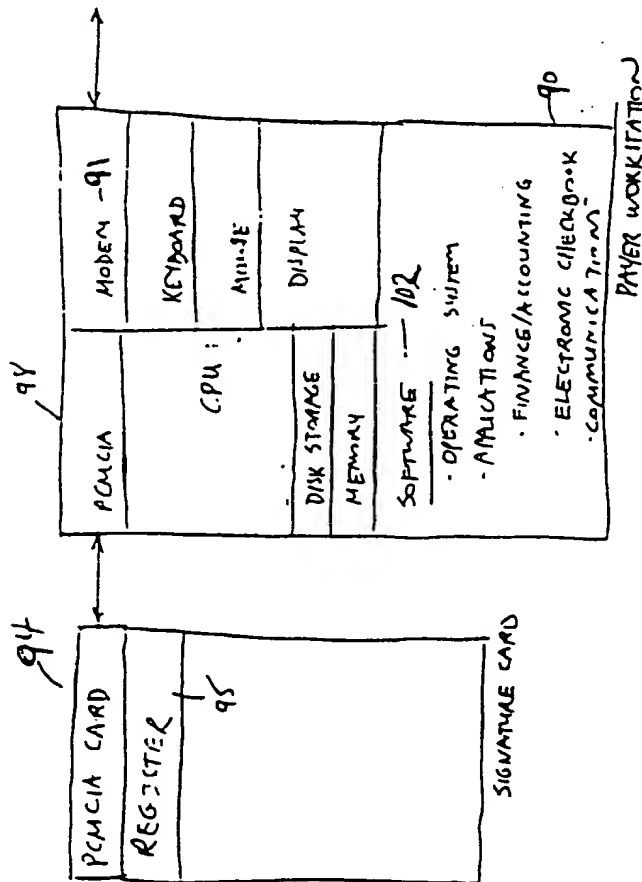 94
PCMCIA CARD
REGISTER
95
SIGNATURE CARD
94
PCMCIA
CPU
DISK STORAGE
MEMORY
MODEM - 91
KEYBOARD
MOUSE
DISPLAY
SOFTWARE - 102
· OPERATING SYSTEM
· APPLICATIONS
· FINANCE/ACCOUNTING
· ELECTRONIC CHECKBOOK
· COMMUNICATIONS
90
PAYER WORKSTATION